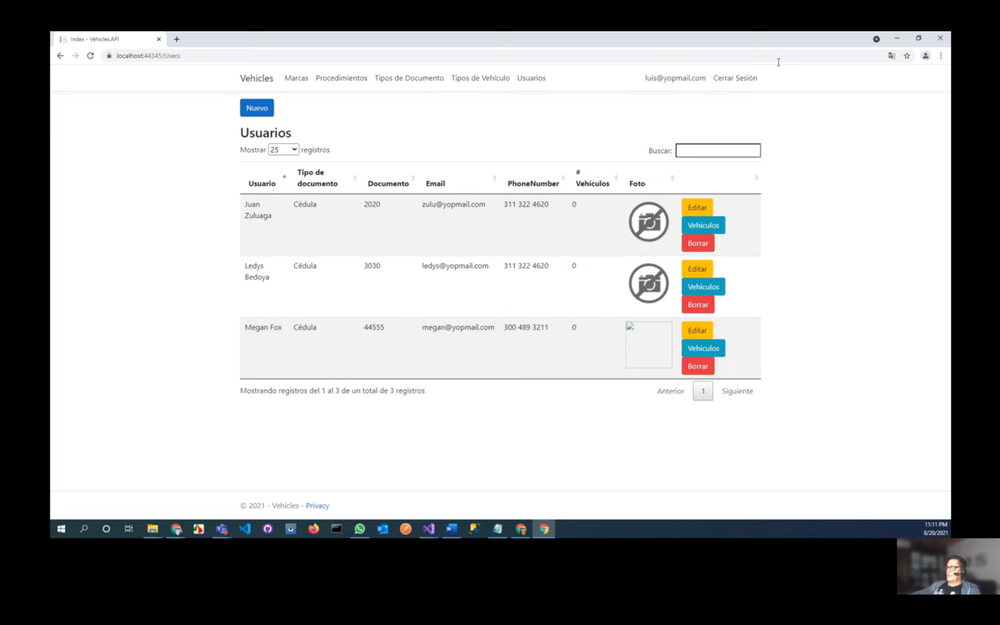 Index - Vehicles.API
localhost:44345/Users
Vehicles Marcas Procedimientos Tipos de Documento Tipos de Vehículo Usuarios luis@yopmail.com Cerrar Sesión
Nuevo
Usuarios
Mostrar 25 registros Buscar:
Usuario Tipo de documento Documento Email PhoneNumber # Vehículos Foto
Juan Zuluaga Cédula 2020 zulu@yopmail.com 311 322 4620 0 Editar
Vehiculos
Borrar
Ledys Bedoya Cédula 3030 ledys@yopmail.com 311 322 4620 0 Editar
Vehiculos
Borrar
Megan Fox Cédula 44555 megan@yopmail.com 300 489 3211 0 Editar
Vehiculos
Borrar
Mostrando registros del 1 al 3 de un total de 3 registros Anterior 1 Siguiente
© 2021 - Vehicles - Privacy
11:11 PM
8/20/2021